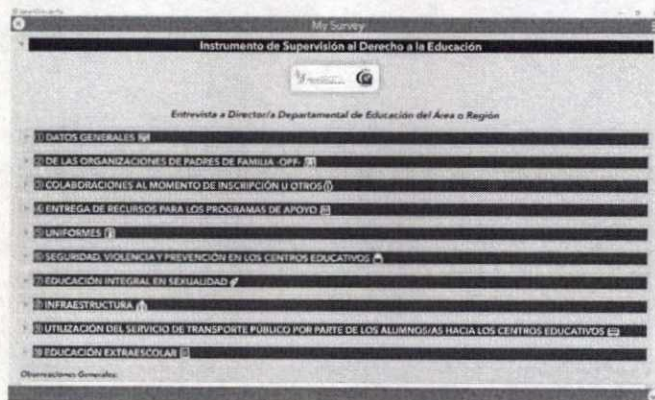 My Survey
Instrumento de Supervisión al Derecho a la Educación
Entrevista a Director/a Departamental de Educación del Área o Región
1) DATOS GENERALES
2) DE LAS ORGANIZACIONES DE PADRES DE FAMILIA -OPF-
3) COLABORACIONES AL MOMENTO DE INSCRIPCIÓN U OTROS
4) ENTREGA DE RECURSOS PARA LOS PROGRAMAS DE APOYO
5) UNIFORMES
6) SEGURIDAD, VIOLENCIA Y PREVENCIÓN EN LOS CENTROS EDUCATIVOS
7) EDUCACIÓN INTEGRAL EN SEXUALIDAD
8) INFRAESTRUCTURA
9) UTILIZACIÓN DEL SERVICIO DE TRANSPORTE PÚBLICO POR PARTE DE LOS ALUMNOS/AS HACIA LOS CENTROS EDUCATIVOS
10 EDUCACIÓN EXTRAESCOLAR
Observaciones Generales: